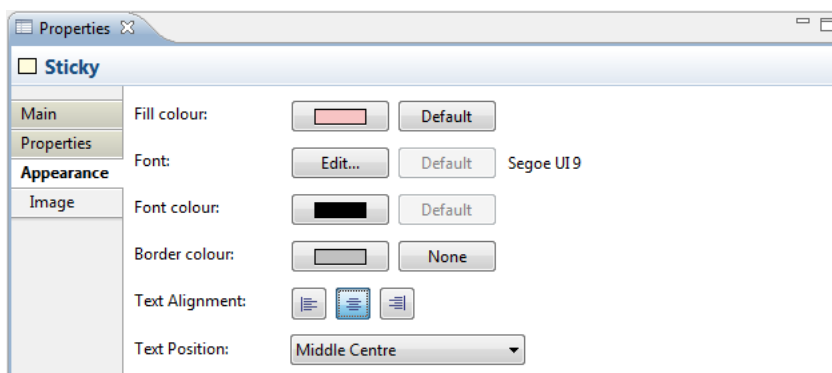 Properties
Sticky
Main
Properties
Appearance
Image
Fill colour: Default
Font: Edit... Default Segoe UI 9
Font colour: Default
Border colour: None
Text Alignment:
Text Position: Middle Centre